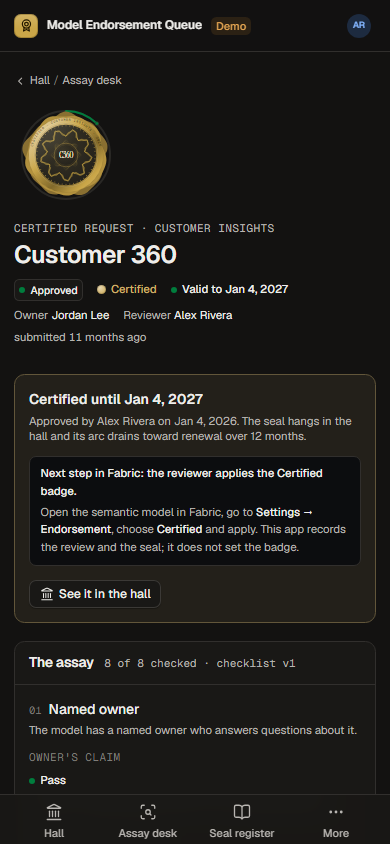 Model Endorsement Queue Demo AR
Hall / Assay desk
C360
CERTIFIED REQUEST · CUSTOMER INSIGHTS
Customer 360
Approved Certified Valid to Jan 4, 2027
Owner Jordan Lee Reviewer Alex Rivera
submitted 11 months ago
Certified until Jan 4, 2027
Approved by Alex Rivera on Jan 4, 2026. The seal hangs in the
hall and its arc drains toward renewal over 12 months.
Next step in Fabric: the reviewer applies the Certified
badge.
Open the semantic model in Fabric, go to Settings →
Endorsement, choose Certified and apply. This app records
the review and the seal; it does not set the badge.
See it in the hall
The assay 8 of 8 checked · checklist v1
01 Named owner
The model has a named owner who answers questions about it.
OWNER'S CLAIM
Pass
Hall Assay desk Seal register More